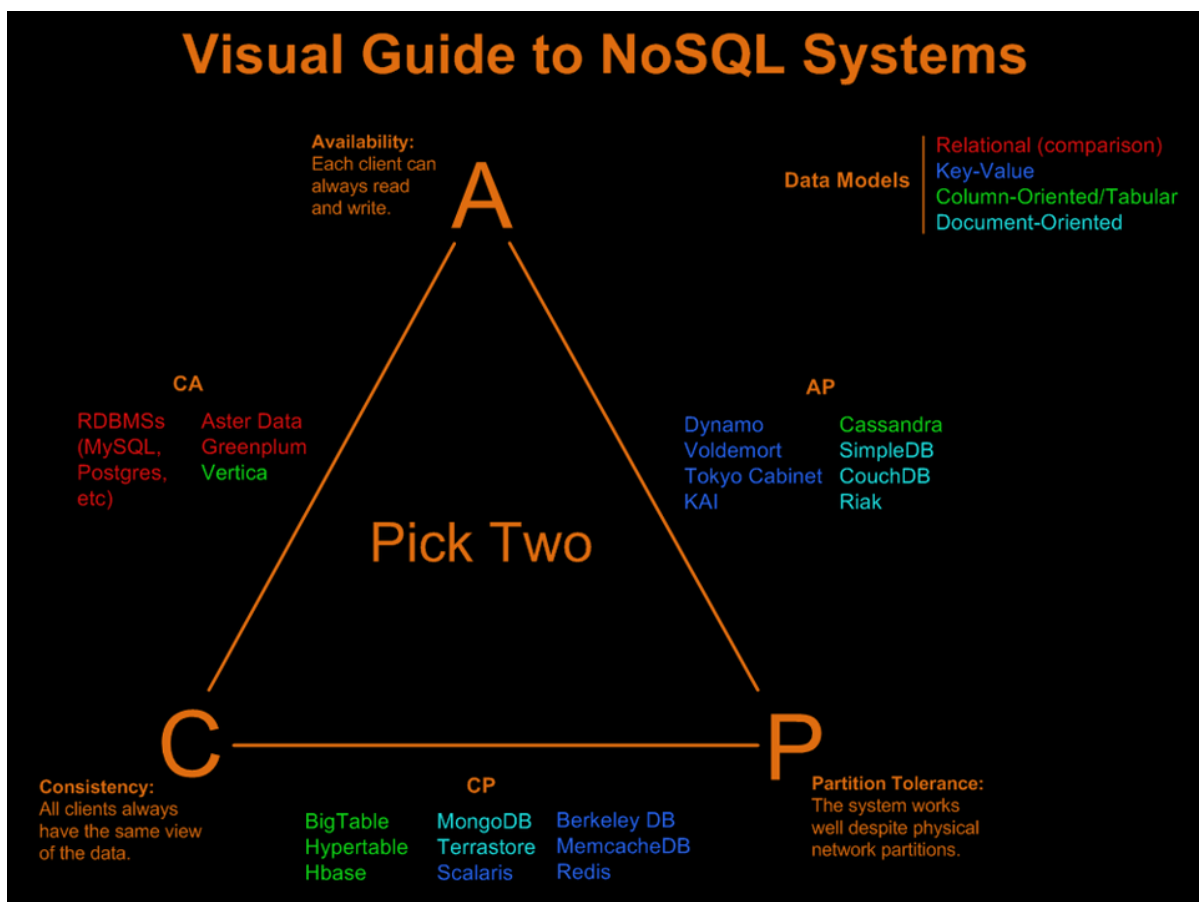 Visual Guide to NoSQL Systems
Availability:
Each client can
always read
and write.
A
Data Models
Relational (comparison)
Key-Value
Column-Oriented/Tabular
Document-Oriented
CA
RDBMSs
(MySQL,
Postgres,
etc)
Aster Data
Greenplum
Vertica
AP
Dynamo
Voldemort
Tokyo Cabinet
KAI
Cassandra
SimpleDB
CouchDB
Riak
Pick Two
C
P
Consistency:
All clients always
have the same view
of the data.
CP
BigTable
Hypertable
Hbase
MongoDB
Terrastore
Scalaris
Berkeley DB
MemcacheDB
Redis
Partition Tolerance:
The system works
well despite physical
network partitions.